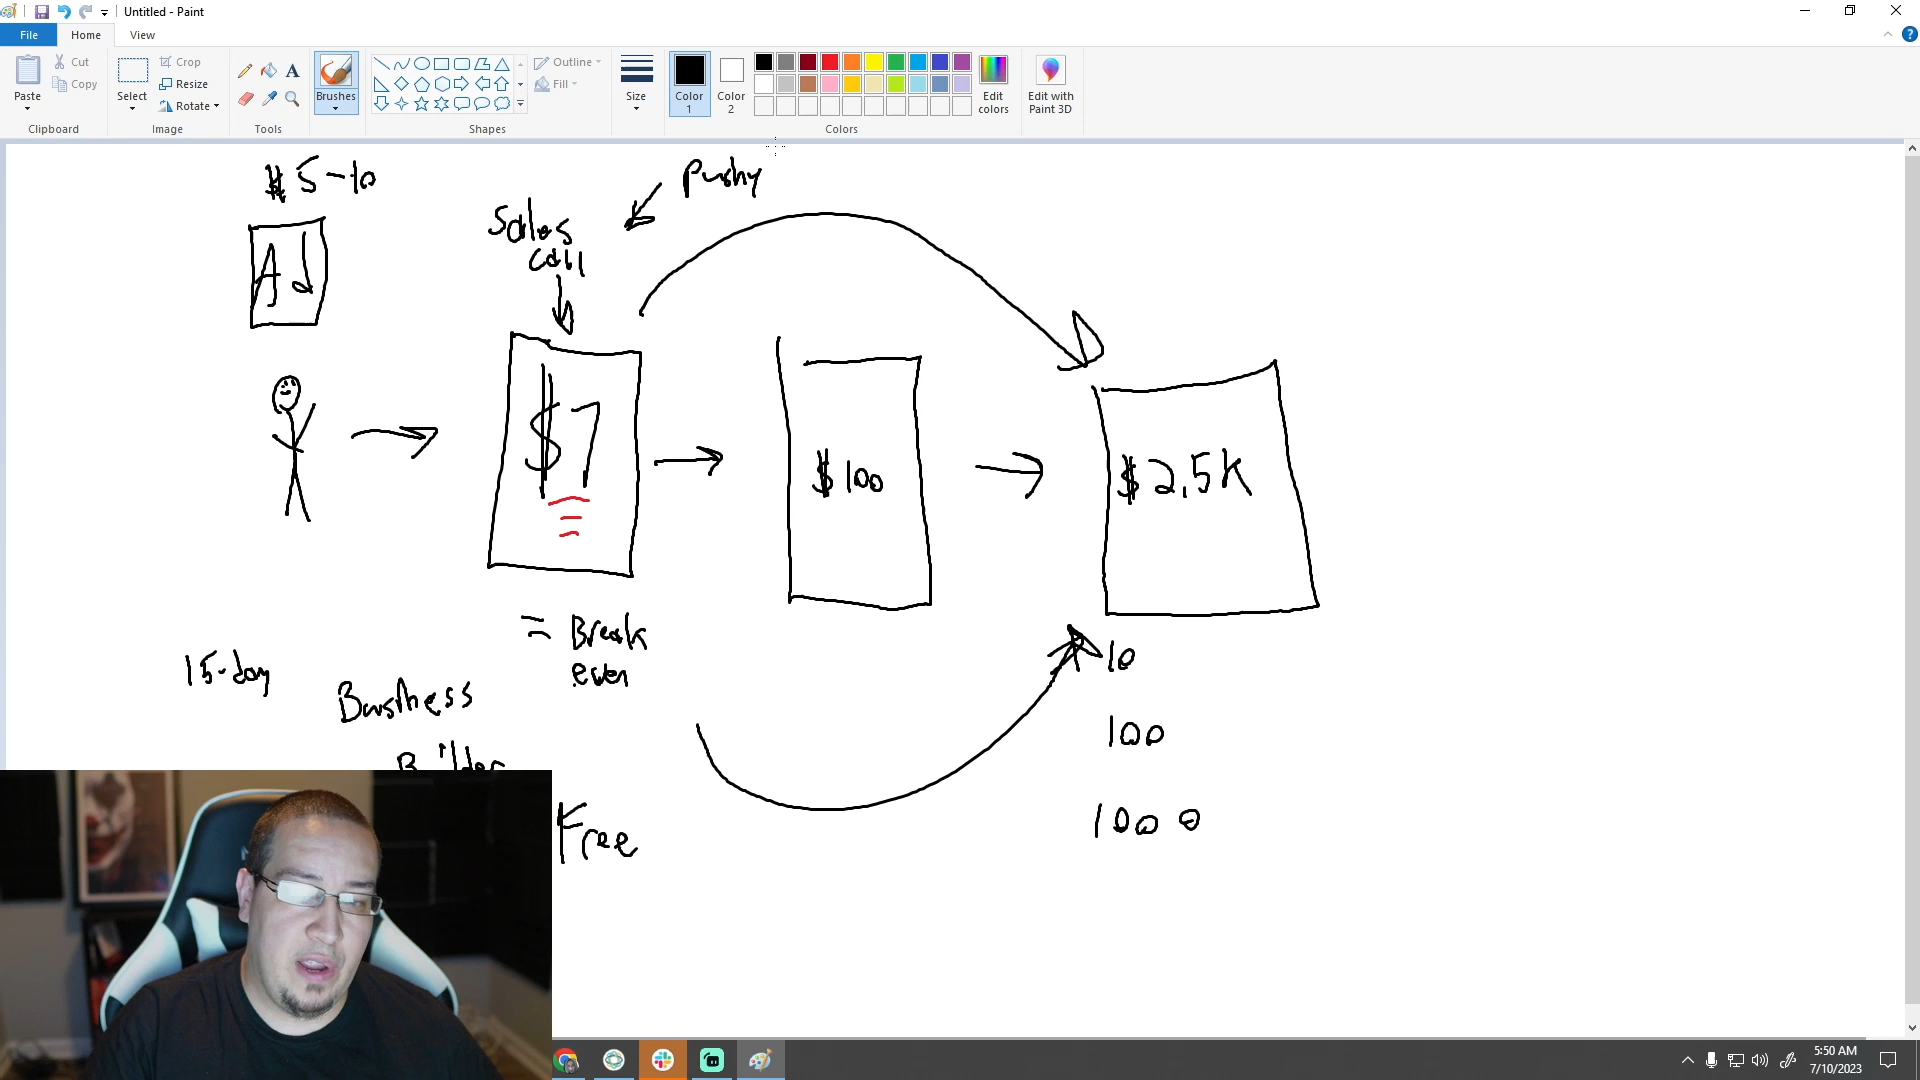 Untitled - Paint
File
Home
View
Paste
Cut
Copy
Clipboard
Select
Crop
Resize
Rotate
Image
Tools
Brushes
Shapes
Outline
Fill
Size
Color 1
Color 2
Colors
Edit colors
Edit with Paint 3D
$5-10
Pushy
Sales
Call
Ad
$7
$100
$2.5K
= Break
even
15-day
Business
Builder
Free
10
100
1000
5:50 AM
7/10/2023